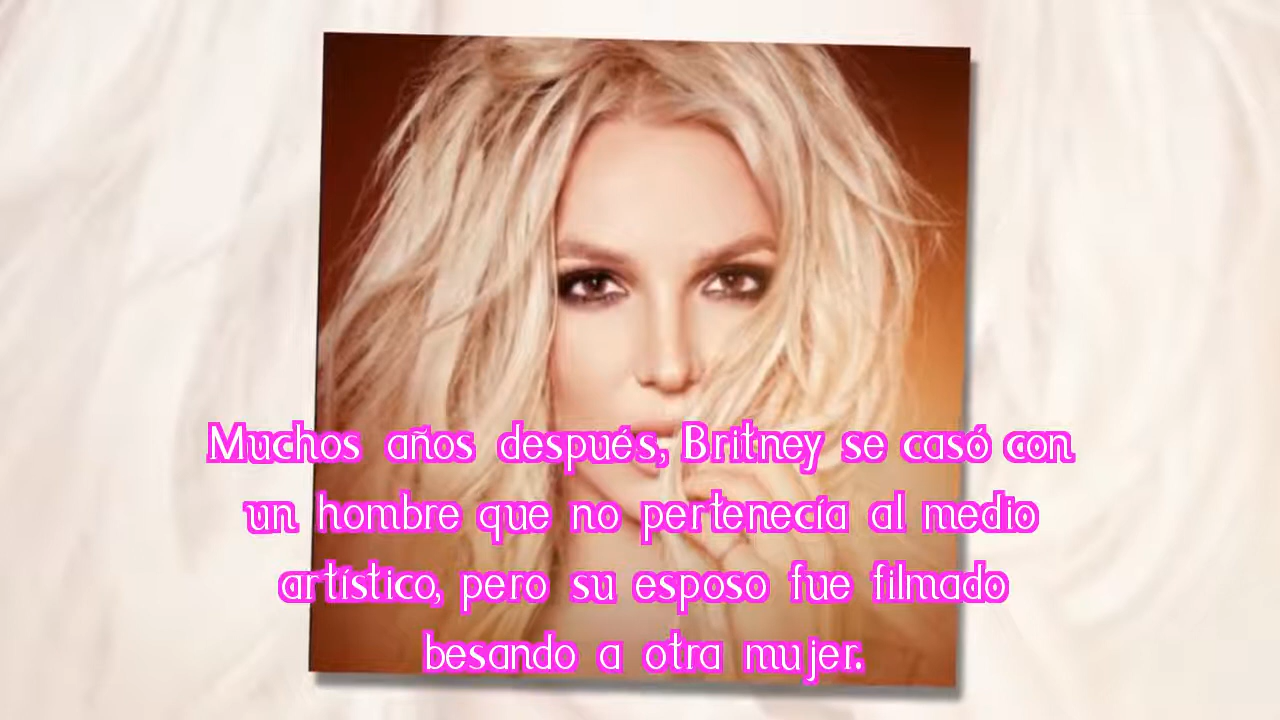 Muchos años después, Britney se casó con
un hombre que no pertenecía al medio
artístico, pero su esposo fue filmado
besando a otra mujer.